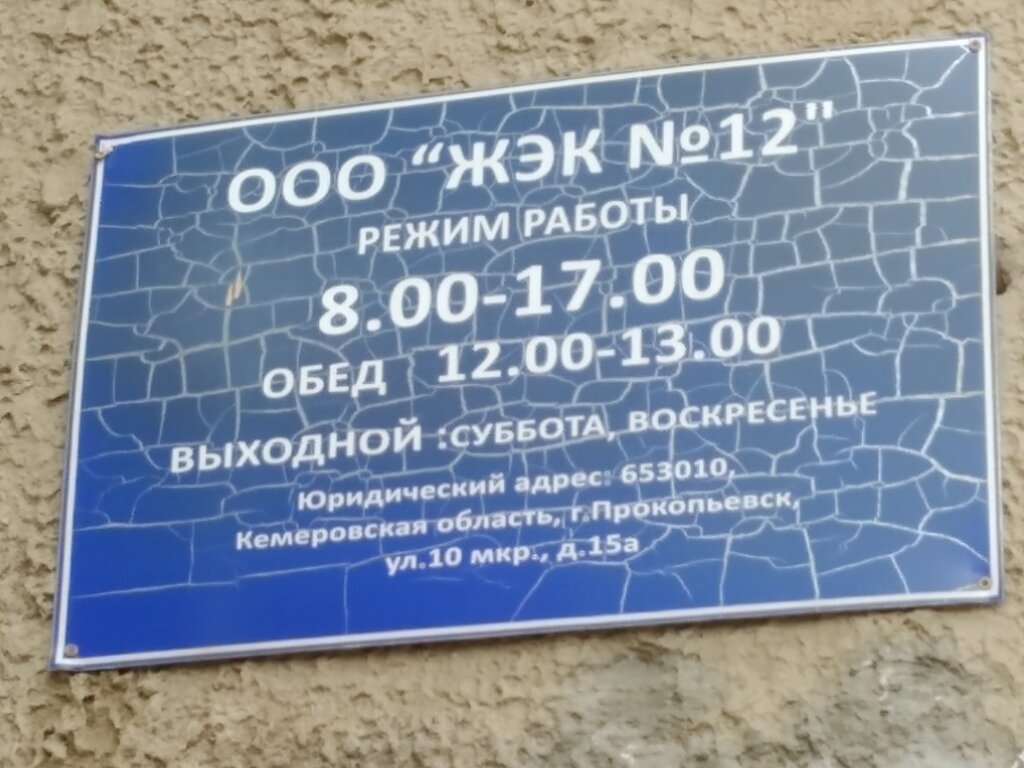 ООО “ЖЭК №12"
РЕЖИМ РАБОТЫ
8.00-17.00
ОБЕД 12.00-13.00
ВЫХОДНОЙ :СУББОТА, ВОСКРЕСЕНЬЕ
Юридический адрес: 653010,
Кемеровская область, г.Прокопьевск,
ул.10 мкр., д.15а